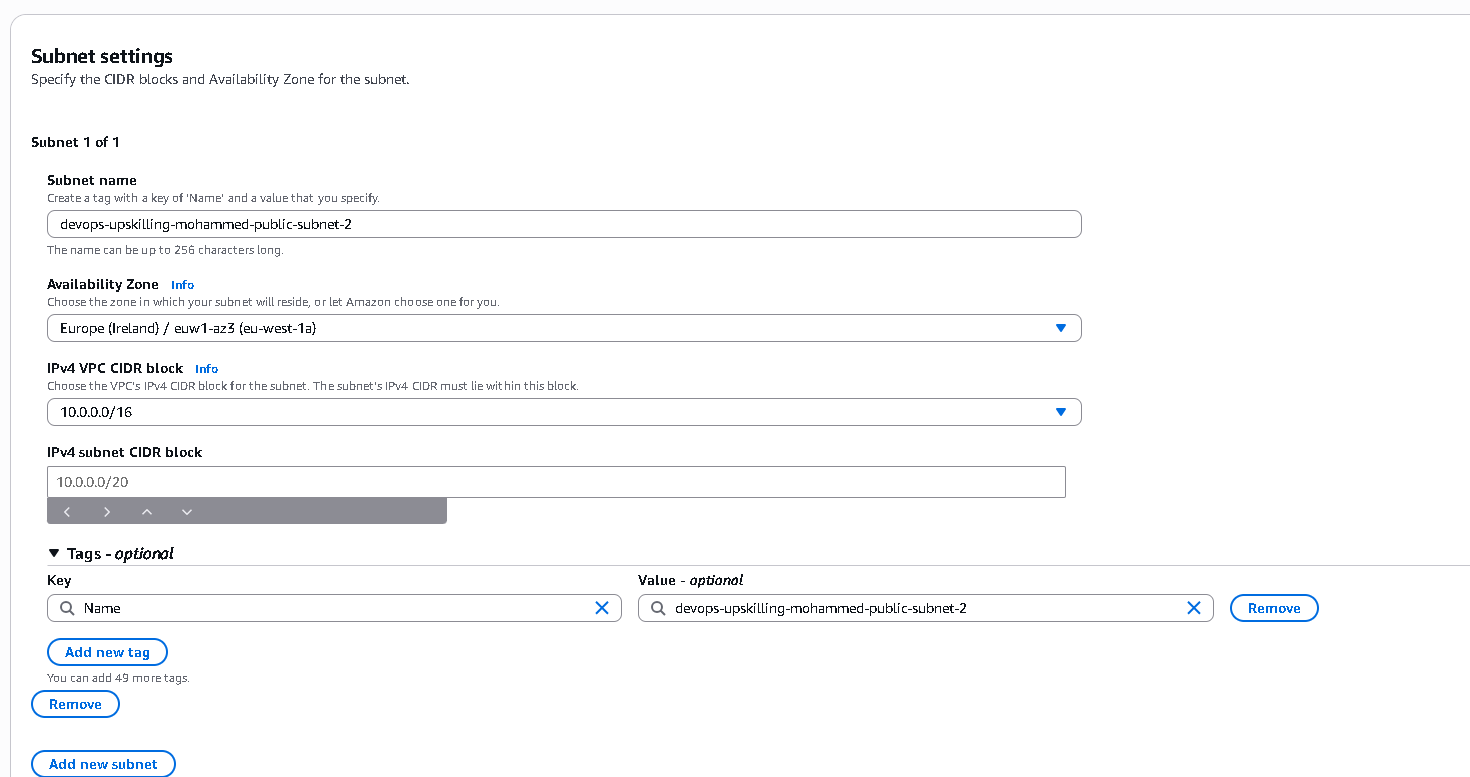 Subnet settings
Specify the CIDR blocks and Availability Zone for the subnet.
Subnet 1 of 1
Subnet name
Create a tag with a key of 'Name' and a value that you specify.
devops-upskilling-mohammed-public-subnet-2
The name can be up to 256 characters long.
Availability Zone Info
Choose the zone in which your subnet will reside, or let Amazon choose one for you.
Europe (Ireland) / euw1-az3 (eu-west-1a)
IPv4 VPC CIDR block Info
Choose the VPC's IPv4 CIDR block for the subnet. The subnet's IPv4 CIDR must lie within this block.
10.0.0.0/16
IPv4 subnet CIDR block
10.0.0.0/20
Tags - optional
Key Value - optional
Name devops-upskilling-mohammed-public-subnet-2 Remove
Add new tag
You can add 49 more tags.
Remove
Add new subnet